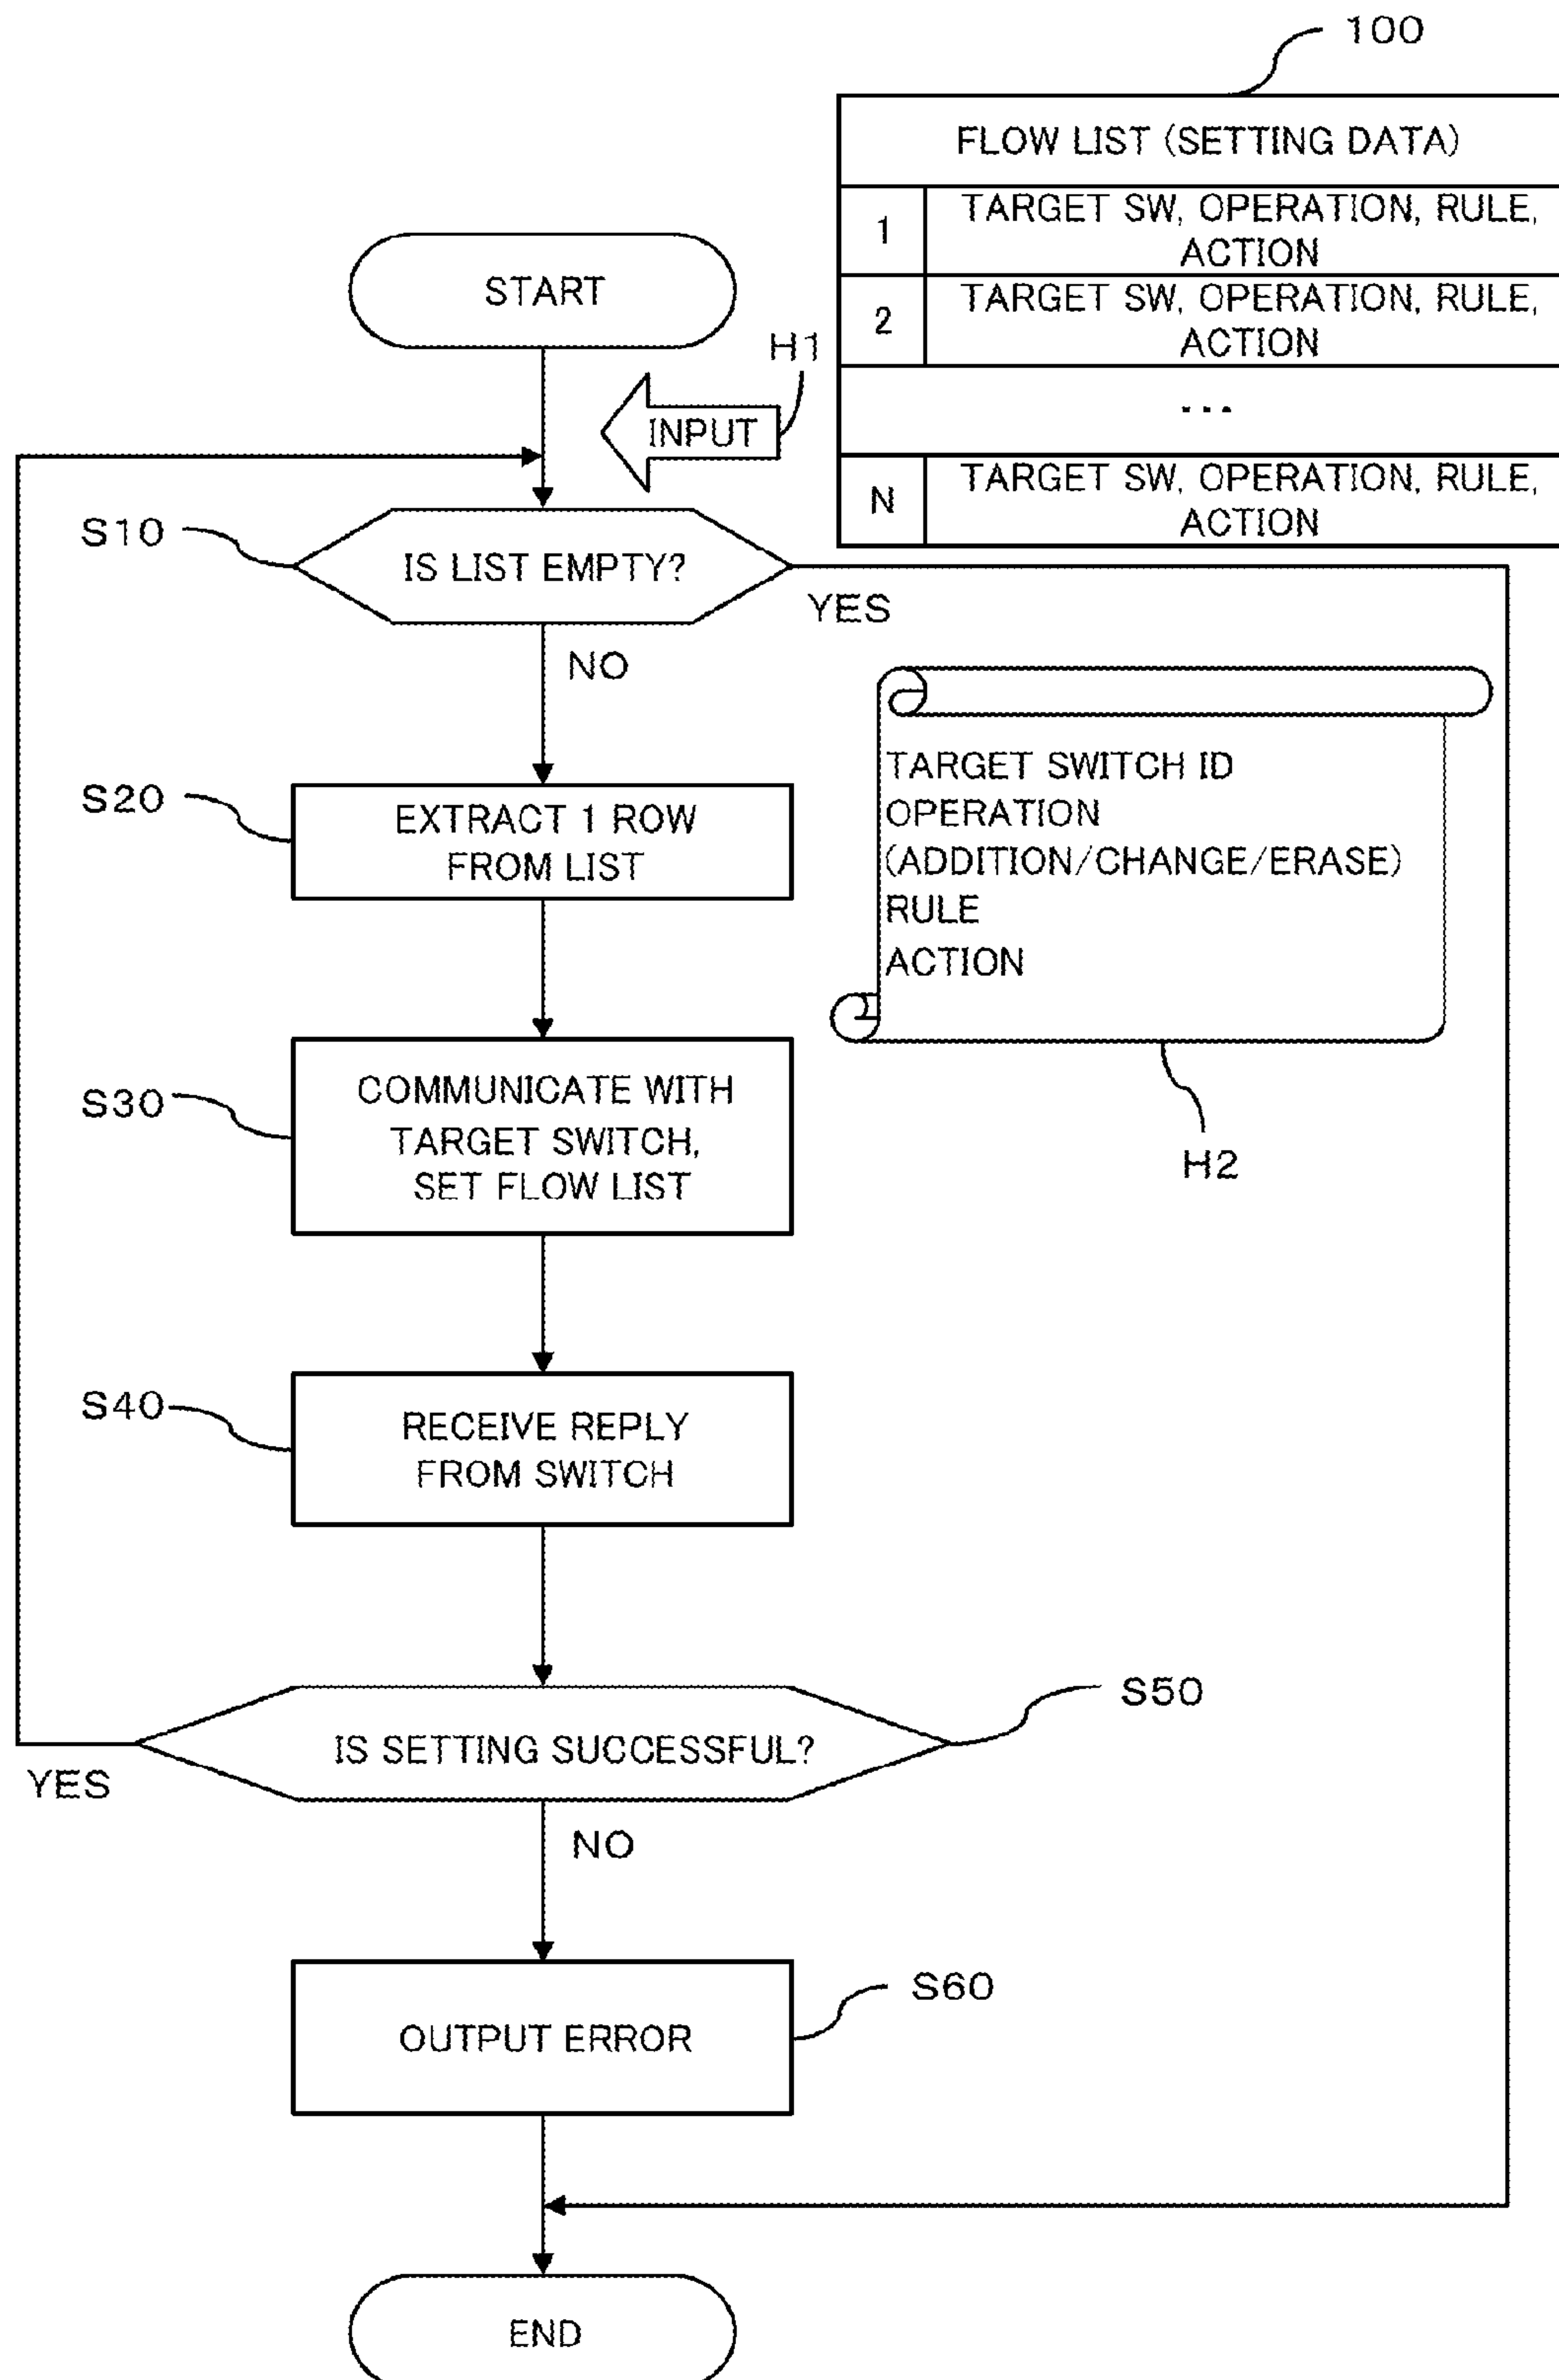 100
FLOW LIST (SETTING DATA)
1
TARGET SW, OPERATION, RULE,
ACTION
2
TARGET SW, OPERATION, RULE,
ACTION
...
N
TARGET SW, OPERATION, RULE,
ACTION
START
H1
INPUT
S10
IS LIST EMPTY?
YES
NO
S20
EXTRACT 1 ROW
FROM LIST
TARGET SWITCH ID
OPERATION
(ADDITION/CHANGE/ERASE)
RULE
ACTION
H2
S30
COMMUNICATE WITH
TARGET SWITCH,
SET FLOW LIST
S40
RECEIVE REPLY
FROM SWITCH
S50
IS SETTING SUCCESSFUL?
YES
NO
S60
OUTPUT ERROR
END